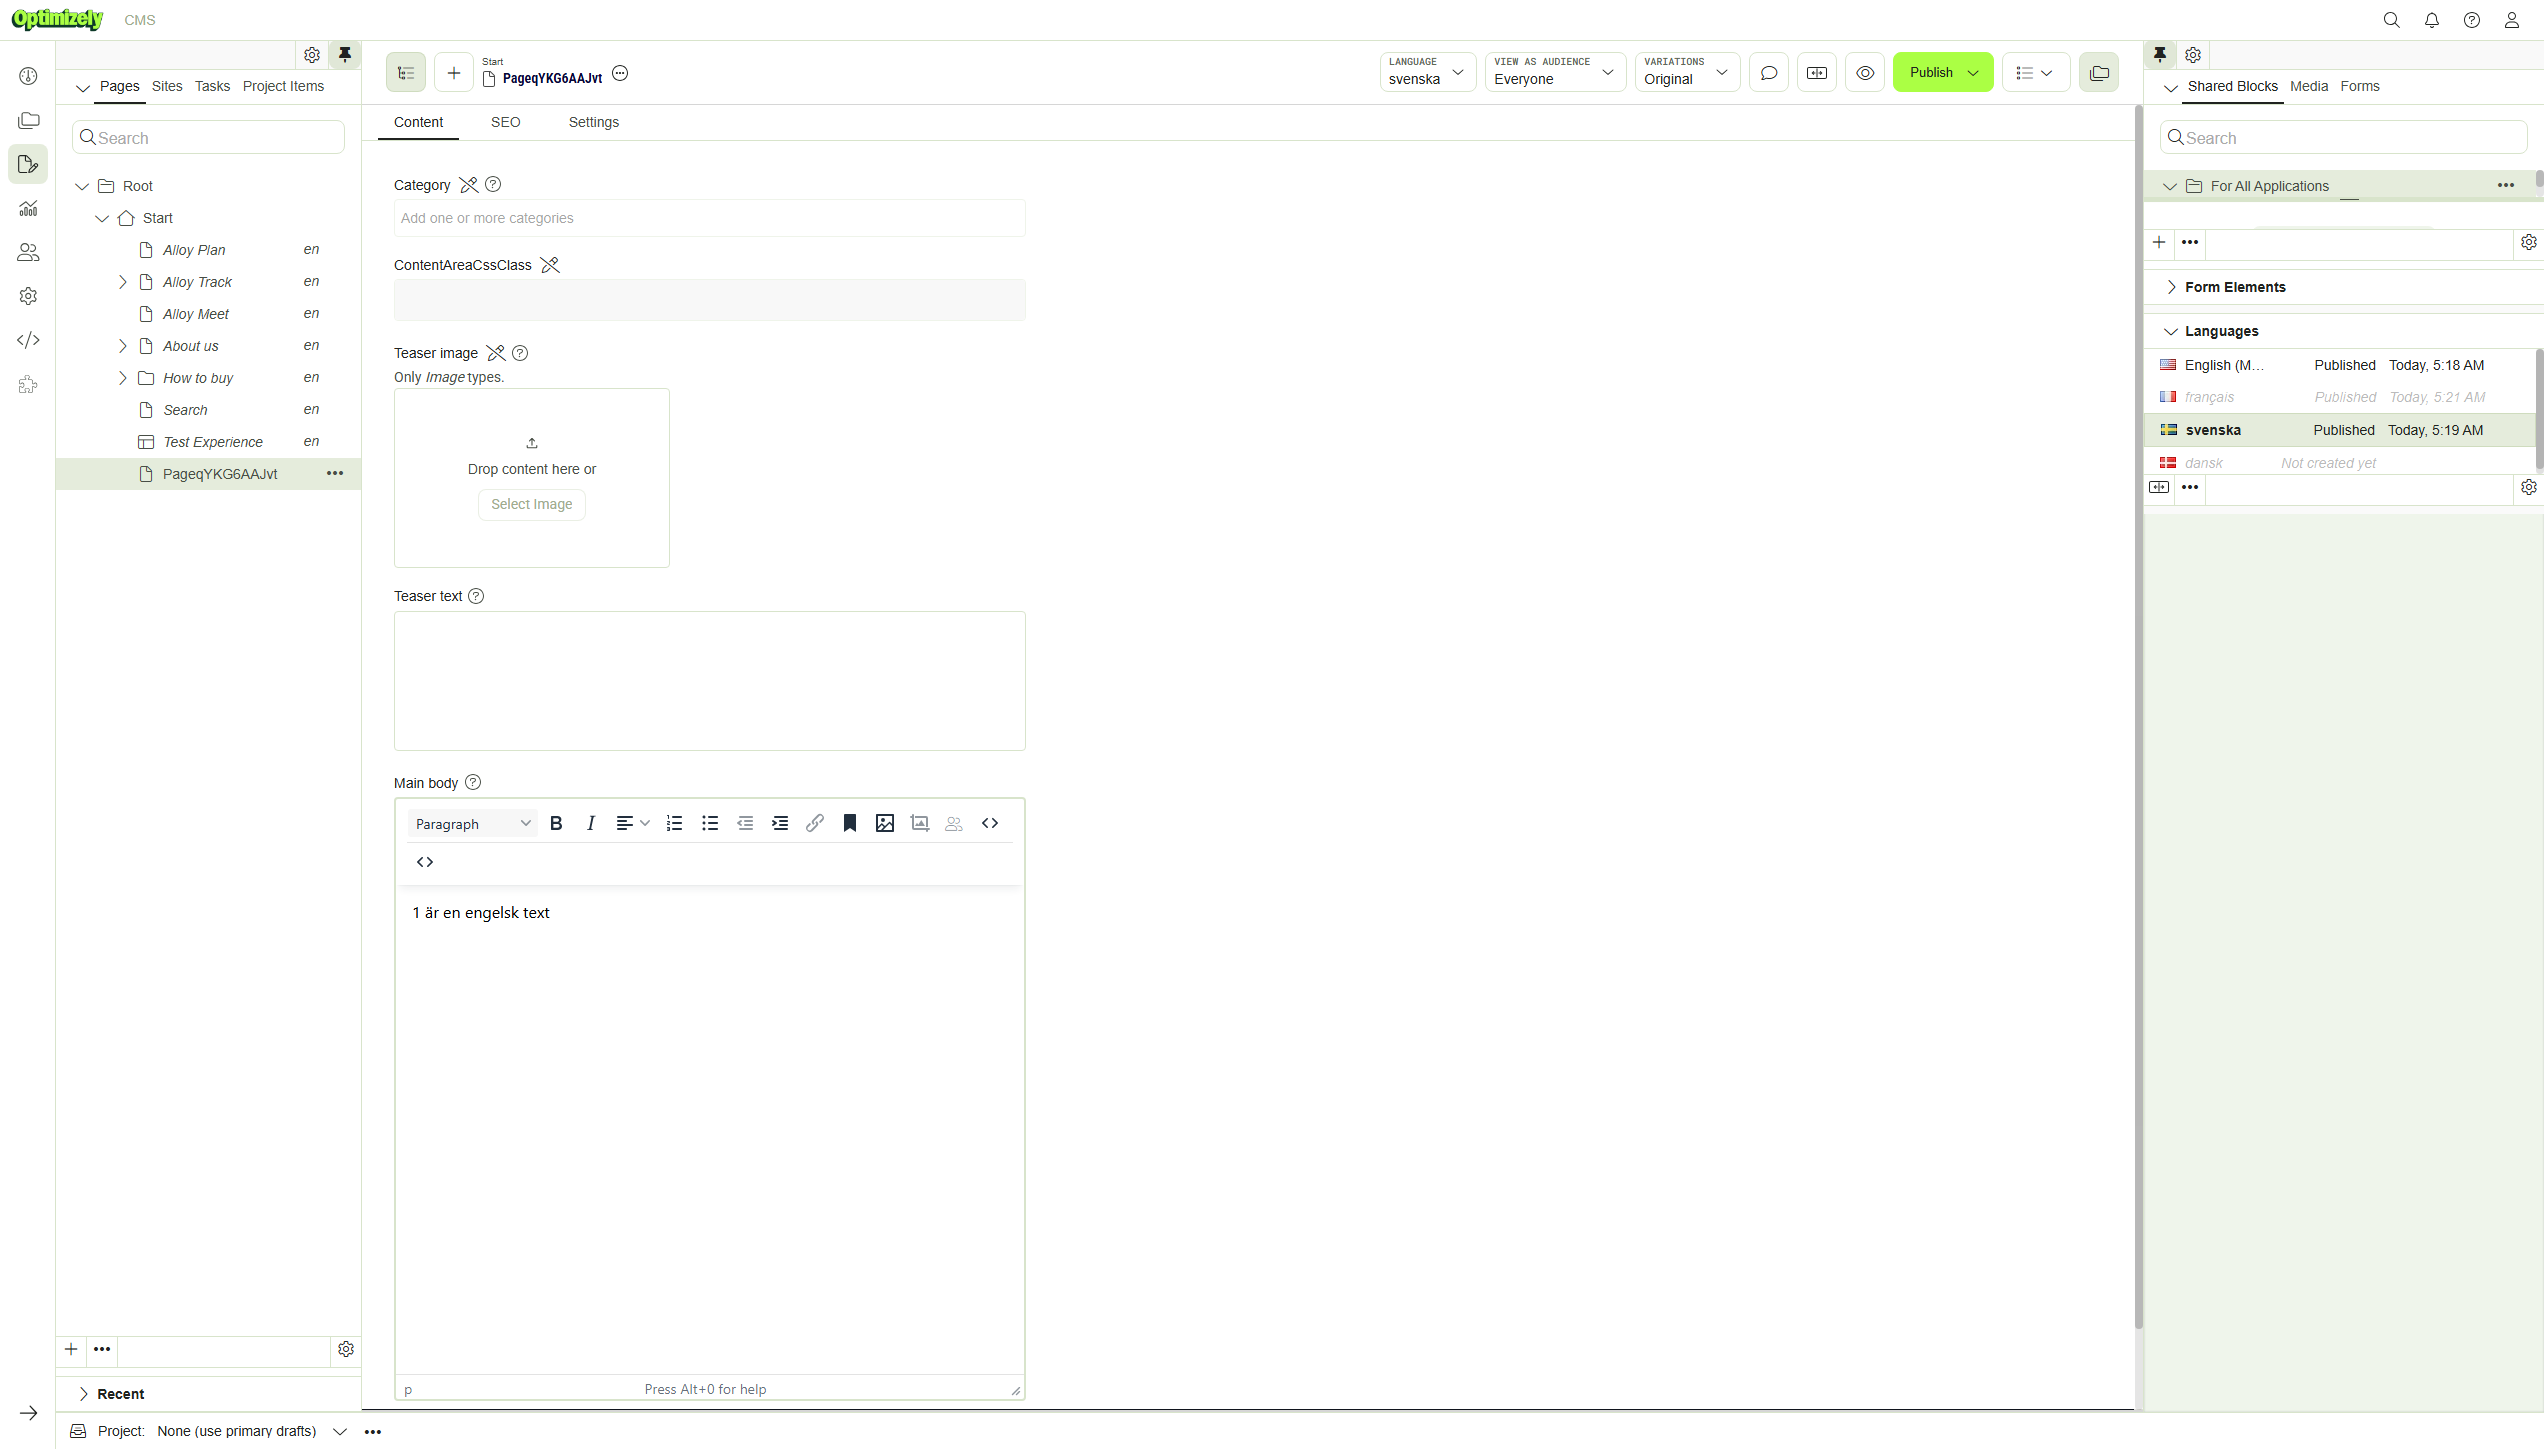 Optimizely CMS
Pages Sites Tasks Project Items
Search
Root
Start
Alloy Plan en
Alloy Track en
Alloy Meet en
About us en
How to buy en
Search en
Test Experience en
PageqYKG6AAJvt
Recent
Project: None (use primary drafts)
Start
PageqYKG6AAJvt
LANGUAGE
svenska
VIEW AS AUDIENCE
Everyone
VARIATIONS
Original
Publish
Content SEO Settings
Category
Add one or more categories
ContentAreaCssClass
Teaser image
Only Image types.
Drop content here or
Select Image
Teaser text
Main body
Paragraph
1 är en engelsk text
p Press Alt+0 for help
Shared Blocks Media Forms
Search
For All Applications
Form Elements
Languages
English (M... Published Today, 5:18 AM
français Published Today, 5:21 AM
svenska Published Today, 5:19 AM
dansk Not created yet